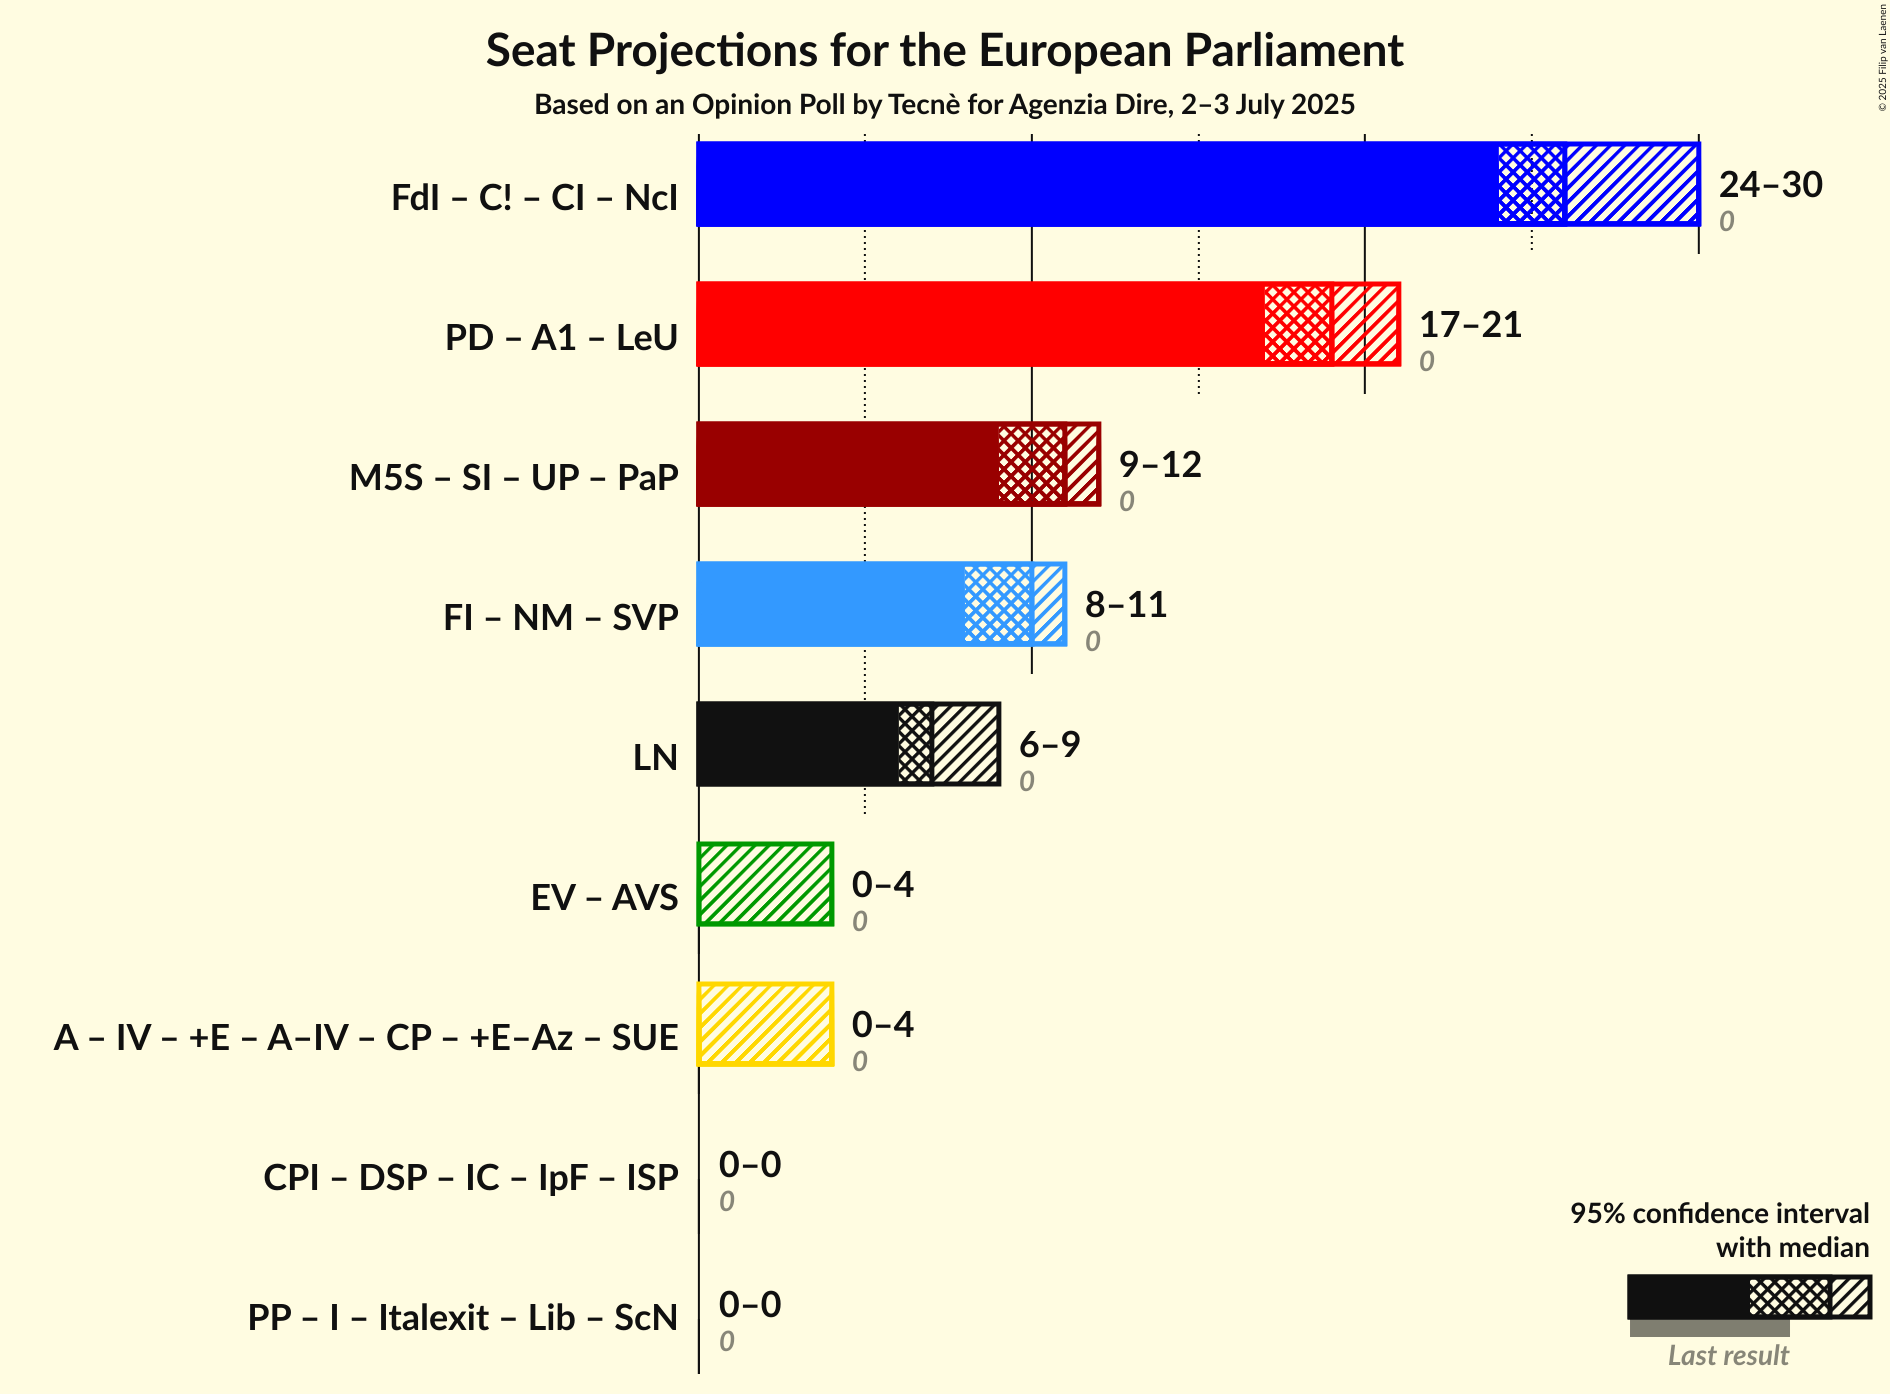 Seat Projections for the European Parliament
Based on an Opinion Poll by Tecnè for Agenzia Dire, 2–3 July 2025
© 2025 Filip van Laenen
FdI – C! – CI – NcI
24–30
0
PD – A1 – LeU
17–21
0
M5S – SI – UP – PaP
9–12
0
FI – NM – SVP
8–11
0
LN
6–9
0
EV – AVS
0–4
0
A – IV – +E – A–IV – CP – +E–Az – SUE
0–4
0
CPI – DSP – IC – IpF – ISP
0–0
0
PP – I – Italexit – Lib – ScN
0–0
0
95% confidence interval
with median
Last result